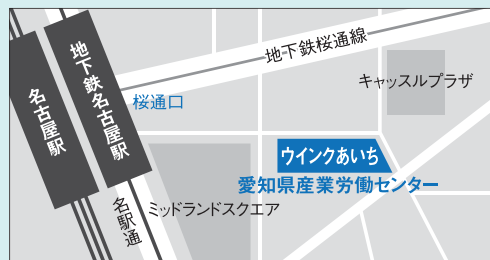 地下鉄桜通線
地下鉄名古屋駅
名古屋駅
キャッスルプラザ
桜通口
ウインクあいち
愛知県産業労働センター
ミッドランドスクエア
名駅通